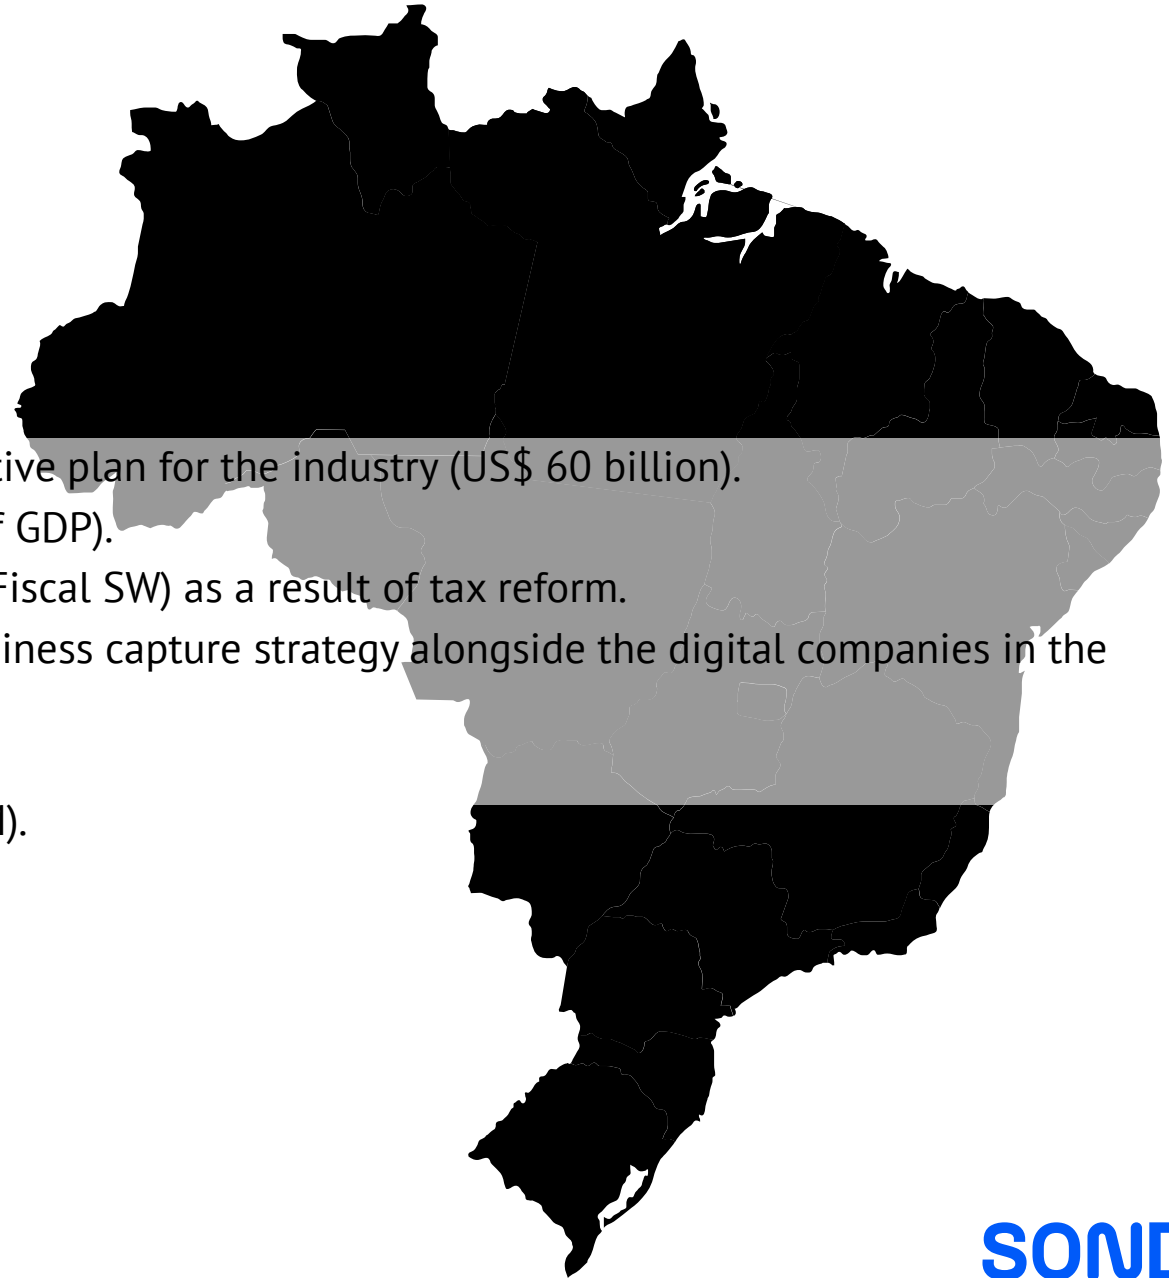 tive plan for the industry (US$ 60 billion).
f GDP).
Fiscal SW) as a result of tax reform.
iness capture strategy alongside the digital companies in the
).
SOND